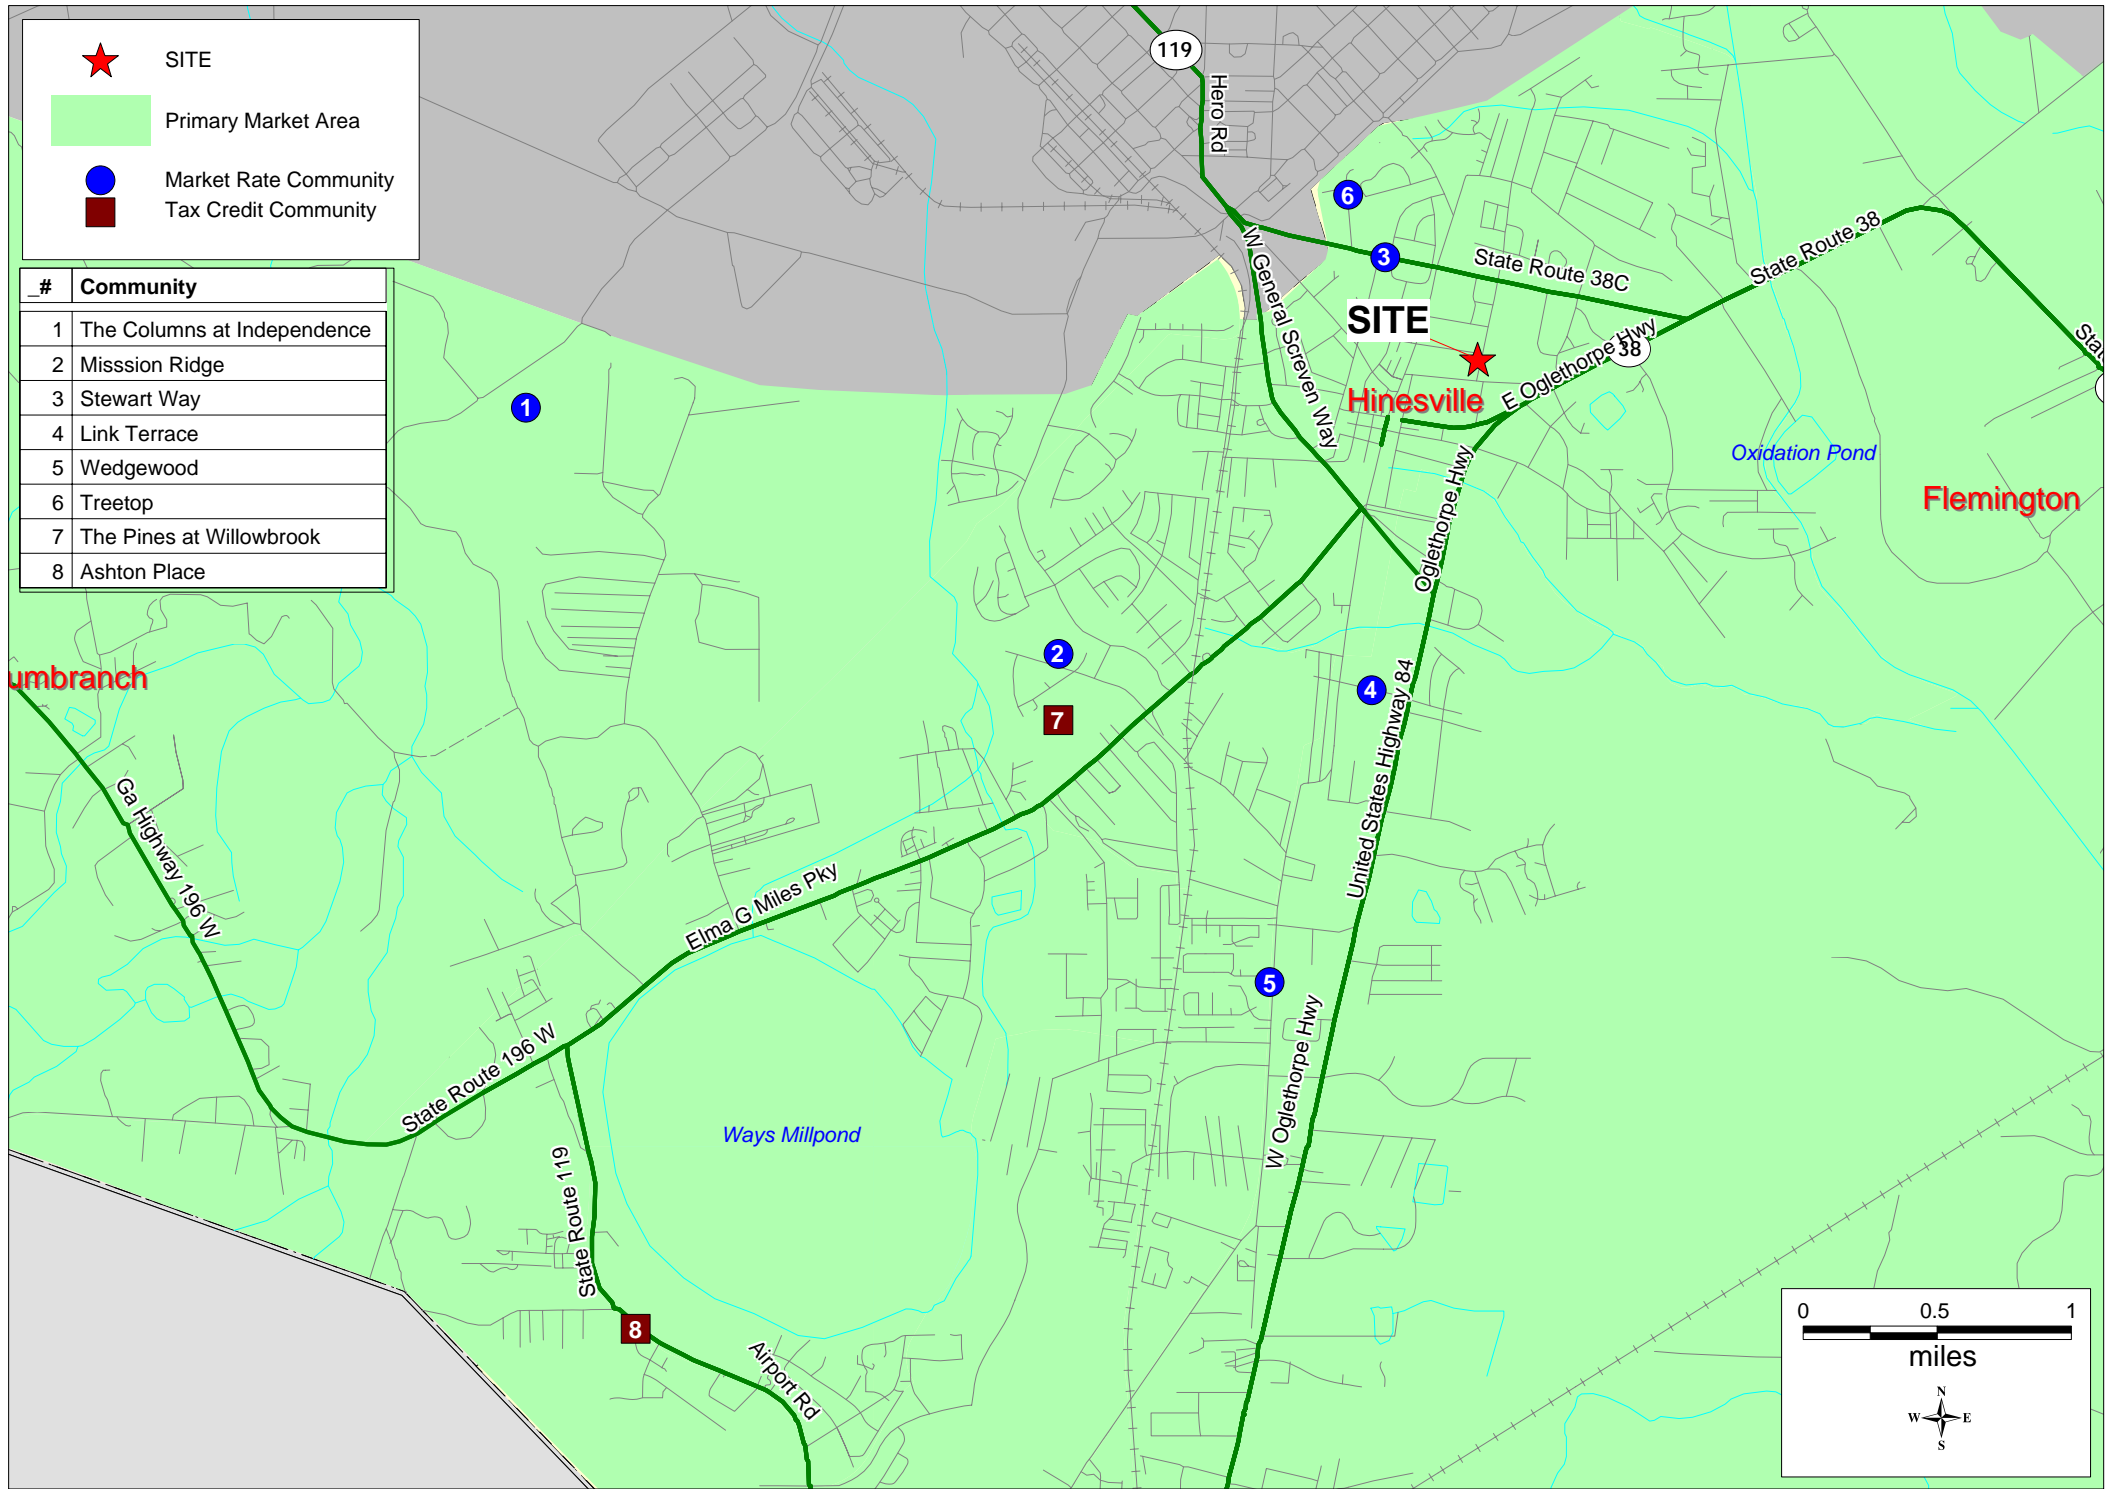 SITE
Primary Market Area
Market Rate Community
Tax Credit Community
_# Community
1 The Columns at Independence
2 Misssion Ridge
3 Stewart Way
4 Link Terrace
5 Wedgewood
6 Treetop
7 The Pines at Willowbrook
8 Ashton Place
119
Hero Rd
6
3
W General Screven Way
State Route 38C
State Route 38
SITE
38
E Oglethorpe Hwy
Hinesville
1
Oxidation Pond
Flemington
Oglethorpe Hwy
2
4
7
umbranch
United States Highway 84
Ga Highway 196 W
Elma G Miles Pky
5
W Oglethorpe Hwy
State Route 196 W
Ways Millpond
State Route 119
8
Airport Rd
0 0.5 1
miles
N
W E
S